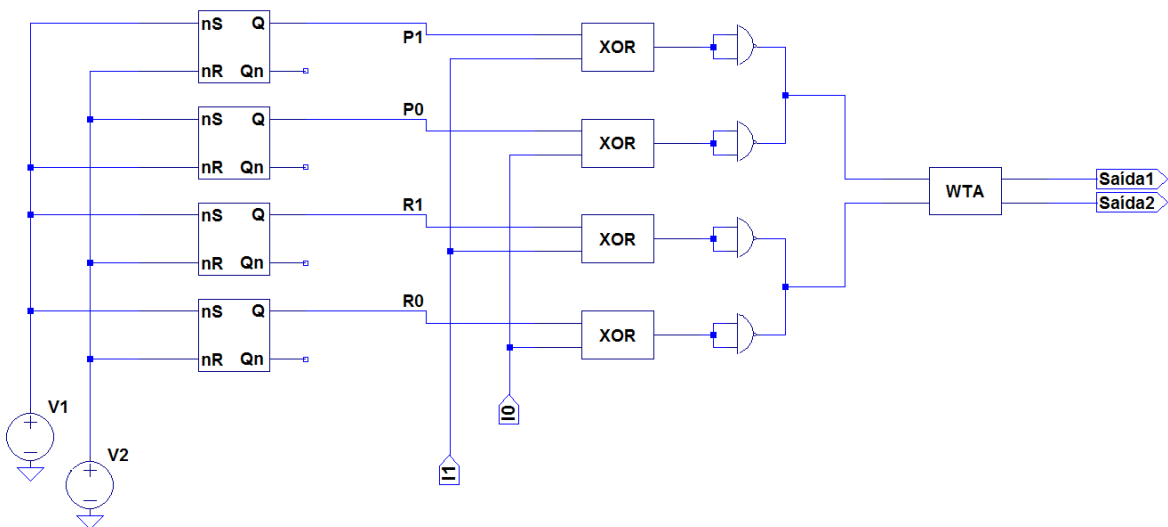 nS Q
nR Qn
P1
XOR
nS Q
nR Qn
P0
XOR
WTA
Saída1
Saída2
nS Q
nR Qn
R1
XOR
nS Q
nR Qn
R0
XOR
I0
I1
V1
V2